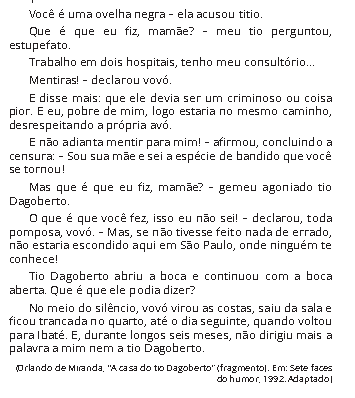 Você é uma ovelha negra – ela acusou titio.
Que é que eu fiz, mamãe? – meu tio perguntou,
estupefato.
Trabalho em dois hospitais, tenho meu consultório...
Mentiras! – declarou vovó.
E disse mais: que ele devia ser um criminoso ou coisa
pior. E eu, pobre de mim, logo estaria no mesmo caminho,
desrespeitando a própria avó.
E não adianta mentir para mim! – afirmou, concluindo a
censura: – Sou sua mãe e sei a espécie de bandido que você
se tornou!
Mas que é que eu fiz, mamãe? – gemeu agoniado tio
Dagoberto.
O que é que você fez, isso eu não sei! – declarou, toda
pomposa, vovó. – Mas, se não tivesse feito nada de errado,
não estaria escondido aqui em São Paulo, onde ninguém te
conhece!
Tio Dagoberto abriu a boca e continuou com a boca
aberta. Que é que ele podia dizer?
No meio do silêncio, vovó virou as costas, saiu da sala e
ficou trancada no quarto, até o dia seguinte, quando voltou
para Ibaté. E, durante longos seis meses, não dirigiu mais a
palavra a mim nem a tio Dagoberto.
(Orlando de Miranda, "A casa do tio Dagoberto" (fragmento). Em: Sete faces
do humor, 1992. Adaptado)